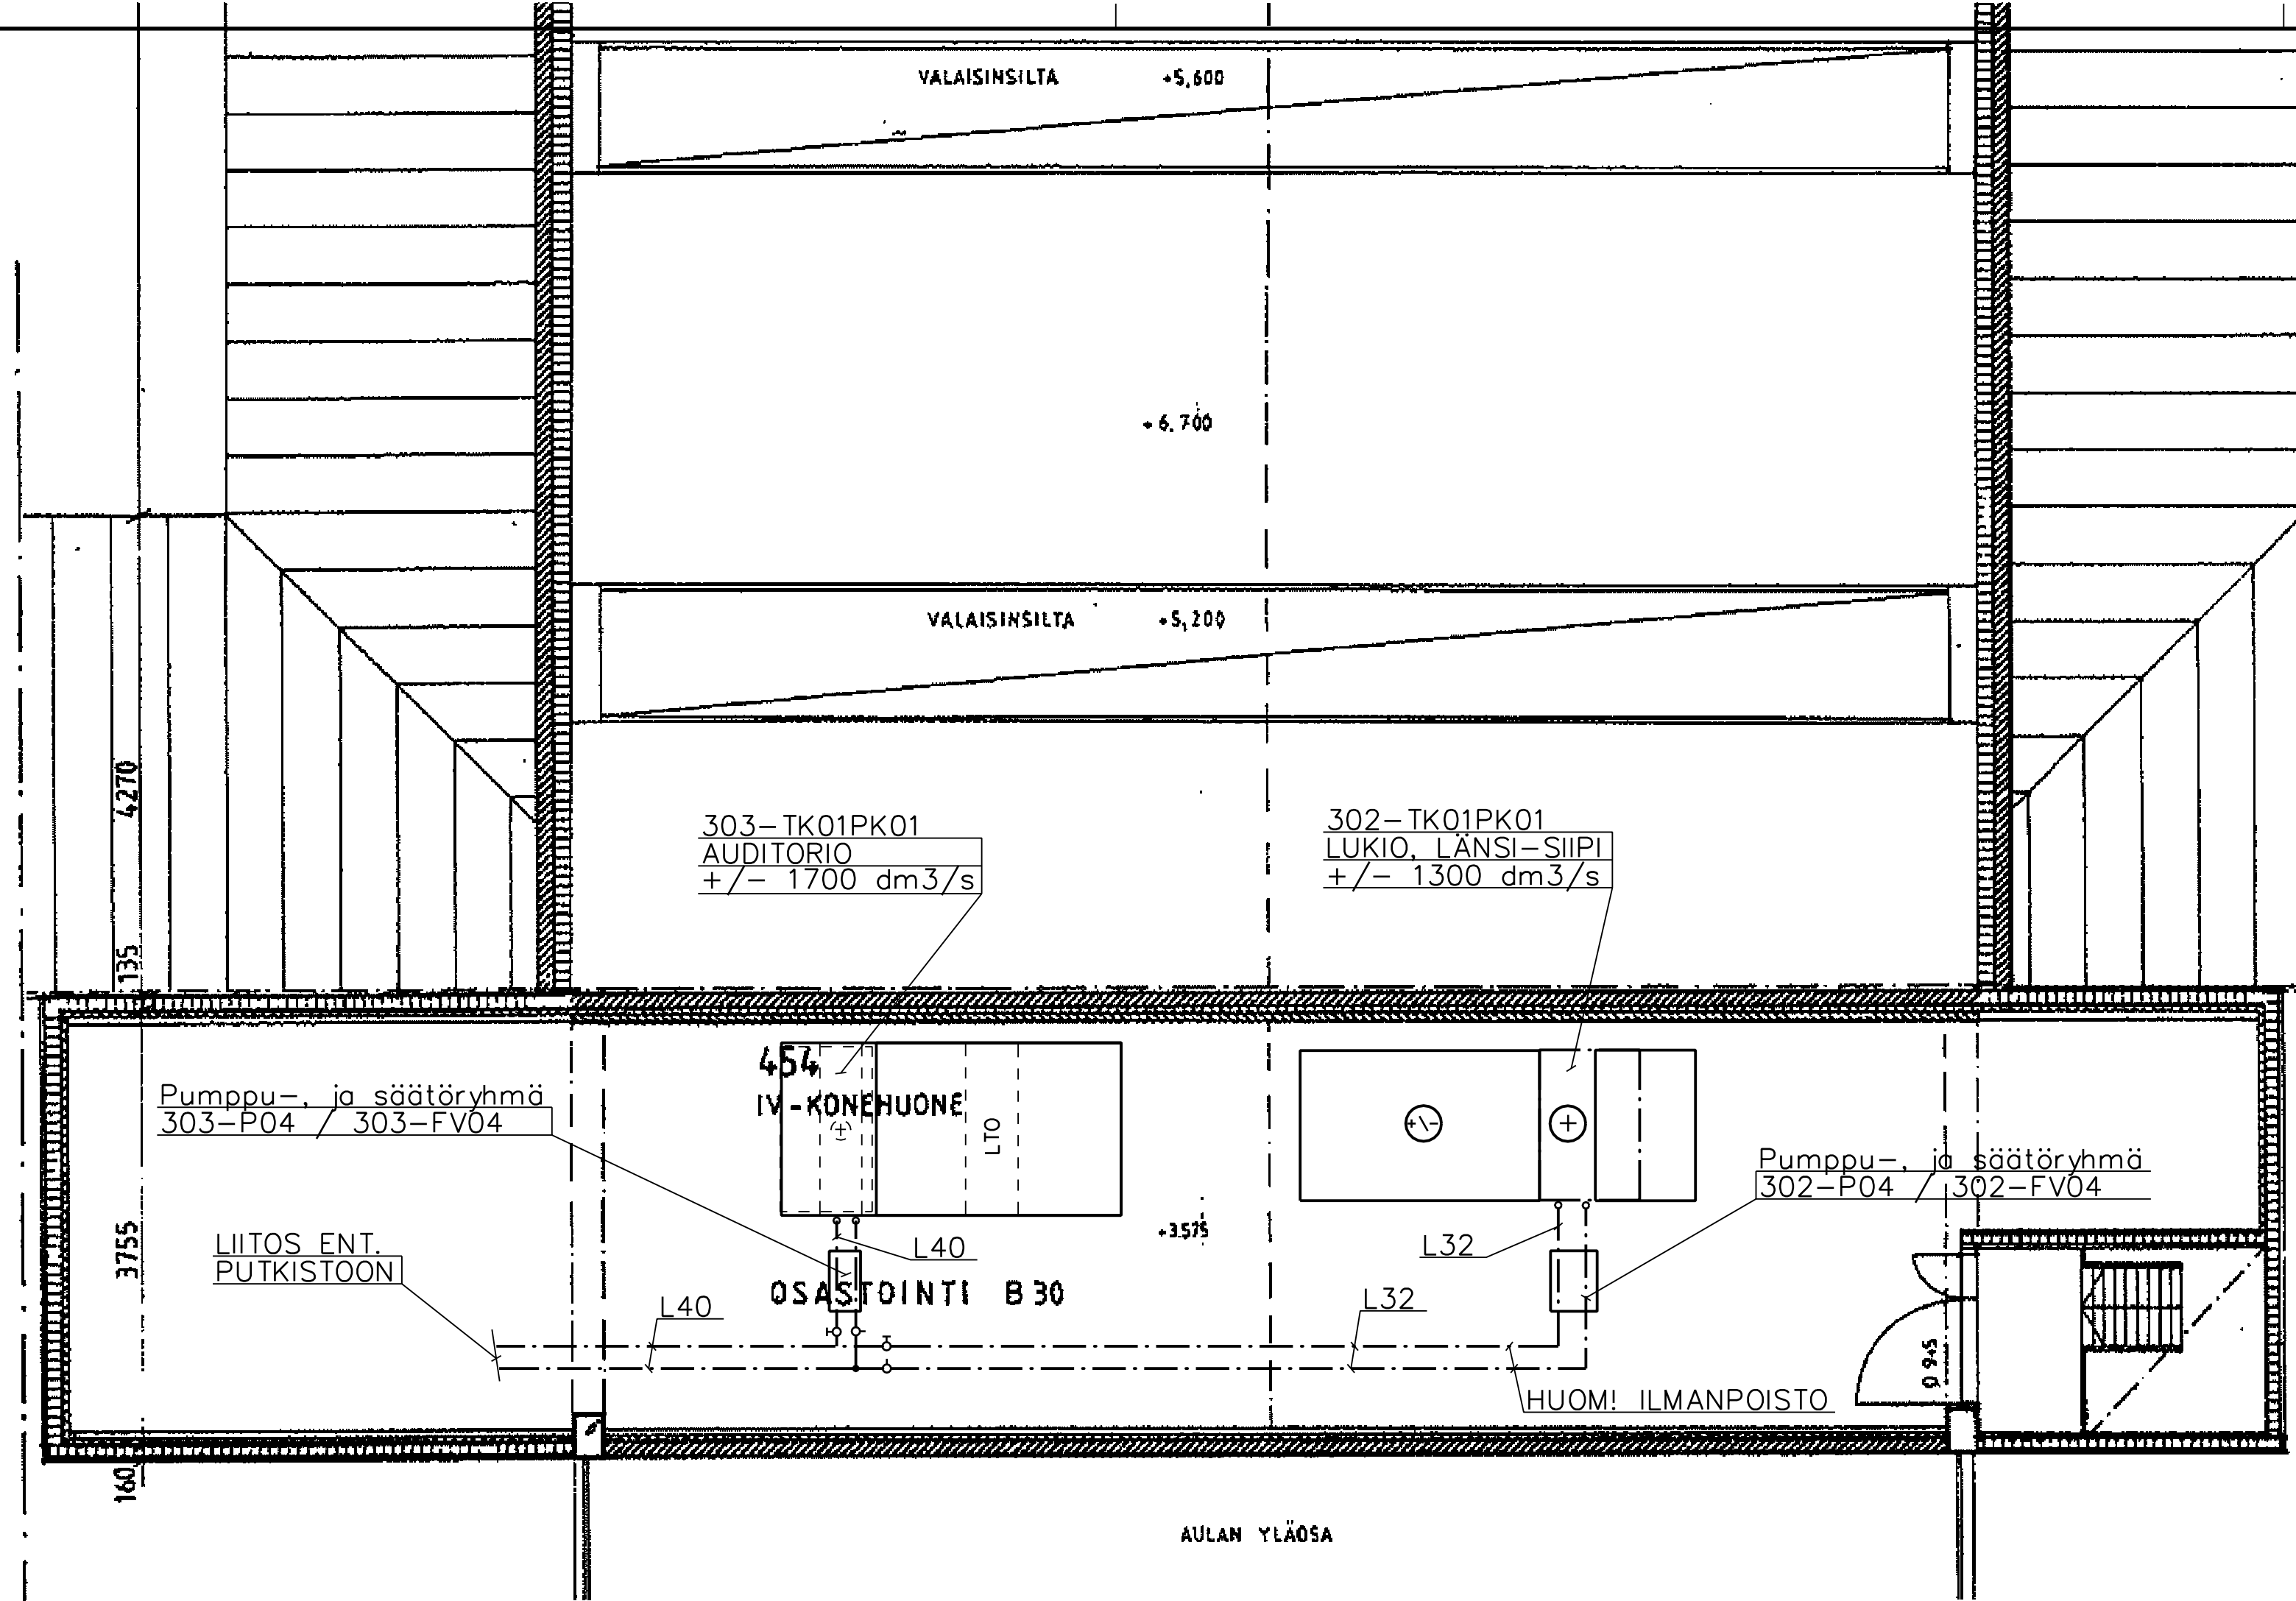 VALAISINSILTA +5,600
+6.700
VALAISINSILTA +5,200
4270
303-TK01PK01
AUDITORIO
+/- 1700 dm3/s
302-TK01PK01
LUKIO, LÄNSI-SIIPI
+/- 1300 dm3/s
135
454
IV-KONEHUONE
LTO
+/-
+
+
Pumppu-, ja säätöryhmä
303-P04 / 303-FV04
Pumppu-, ja säätöryhmä
302-P04 / 302-FV04
3755
+3.575
LIITOS ENT.
PUTKISTOON
L40
L32
OSASTOINTI B30
L40
L32
9945
HUOM! ILMANPOISTO
160
AULAN YLÄOSA